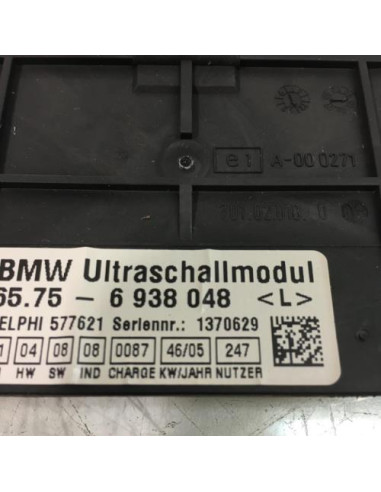 e1 A-00 0271
BMW Ultraschallmodul
65.75 - 6 938 048 <L>
ELPHI 577621 Seriennr.: 1370629
04 08 08 0087 46/05 247
HW SW IND CHARGE KW/JAHR NUTZER